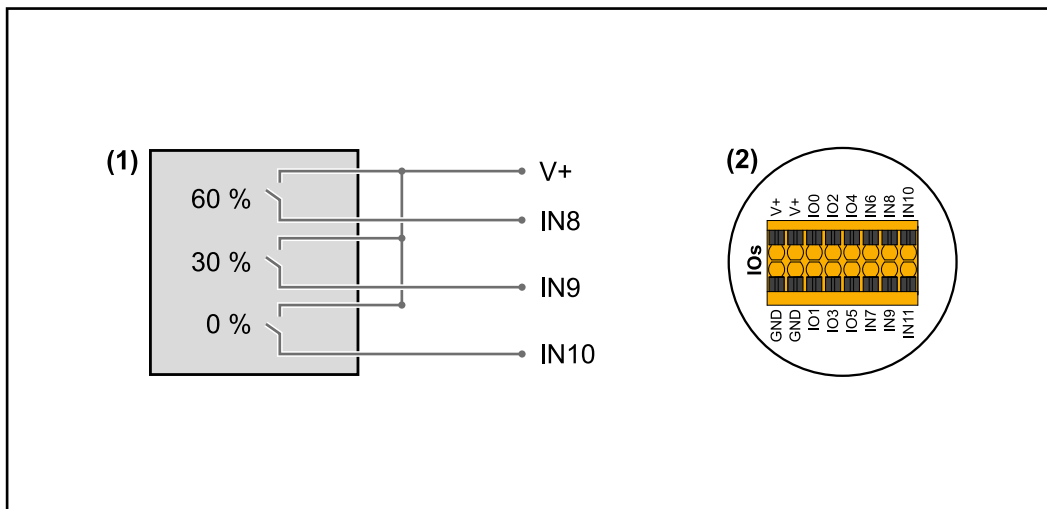 (1)
60 %
30 %
0 %
V+
IN8
IN9
IN10
(2)
V+ V+ IO0 IO2 IO4 IN6 IN8 IN10
IOs
GND GND IO1 IO3 IO5 IN7 IN9 IN11